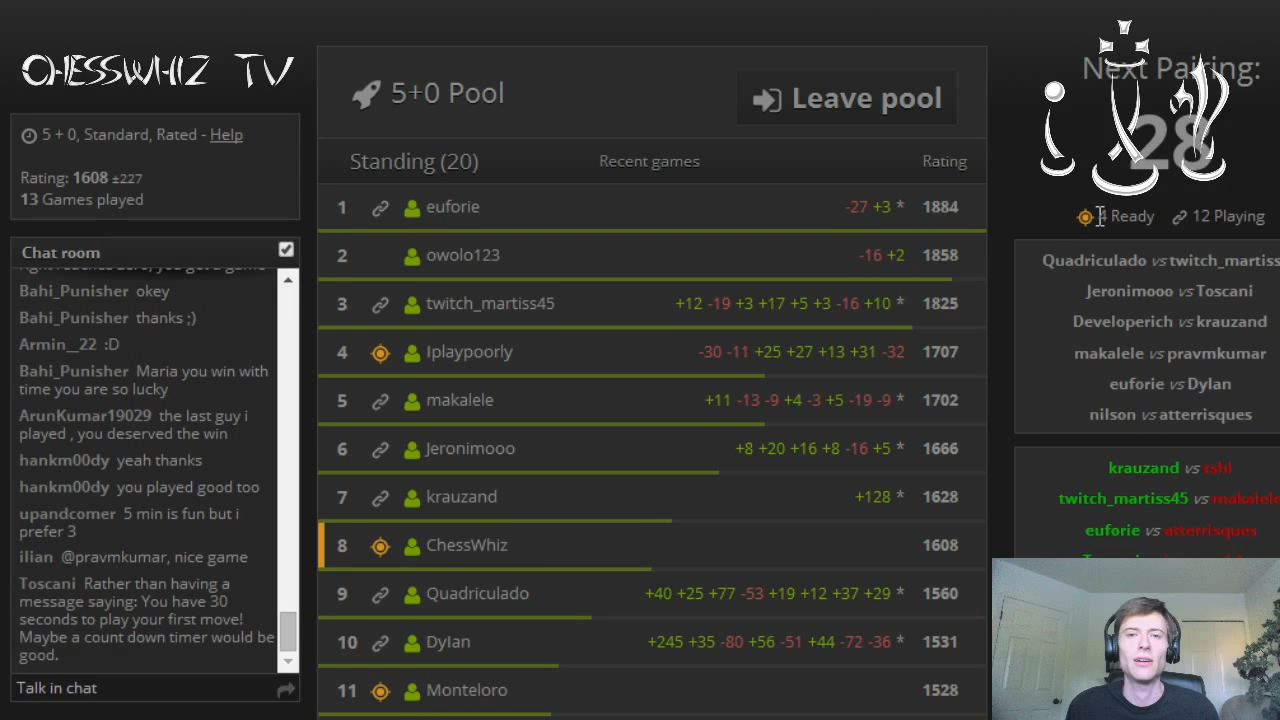 CHESSWHIZ TV
5 + 0, Standard, Rated - Help
Rating: 1608 ±227
13 Games played
Chat room
Bahi_Punisher okey
Bahi_Punisher thanks ;)
Armin__22 :D
Bahi_Punisher Maria you win with
time you are so lucky
ArunKumar19029 the last guy i
played , you deserved the win
hankm00dy yeah thanks
hankm00dy you played good too
upandcomer 5 min is fun but i
prefer 3
ilian @pravmkumar, nice game
Toscani Rather than having a
message saying: You have 30
seconds to play your first move!
Maybe a count down timer would be
good.
Talk in chat
5+0 Pool
Leave pool
Standing (20) Recent games Rating
1 euforie -27 +3 * 1884
2 owolo123 -16 +2 1858
3 twitch_martiss45 +12 -19 +3 +17 +5 +3 -16 +10 * 1825
4 Iplaypoorly -30 -11 +25 +27 +13 +31 -32 1707
5 makalele +11 -13 -9 +4 -3 +5 -19 -9 * 1702
6 Jeronimooo +8 +20 +16 +8 -16 +5 * 1666
7 krauzand +128 * 1628
8 ChessWhiz 1608
9 Quadriculado +40 +25 +77 -53 +19 +12 +37 +29 * 1560
10 Dylan +245 +35 -80 +56 -51 +44 -72 -36 * 1531
11 Monteloro 1528
Next Pairing:
28
4 Ready 12 Playing
Quadriculado vs twitch_martiss
Jeronimooo vs Toscani
Developerich vs krauzand
makalele vs pravmkumar
euforie vs Dylan
nilson vs atterrisques
krauzand vs tshl
twitch_martiss45 vs makalele
euforie vs atterrisques